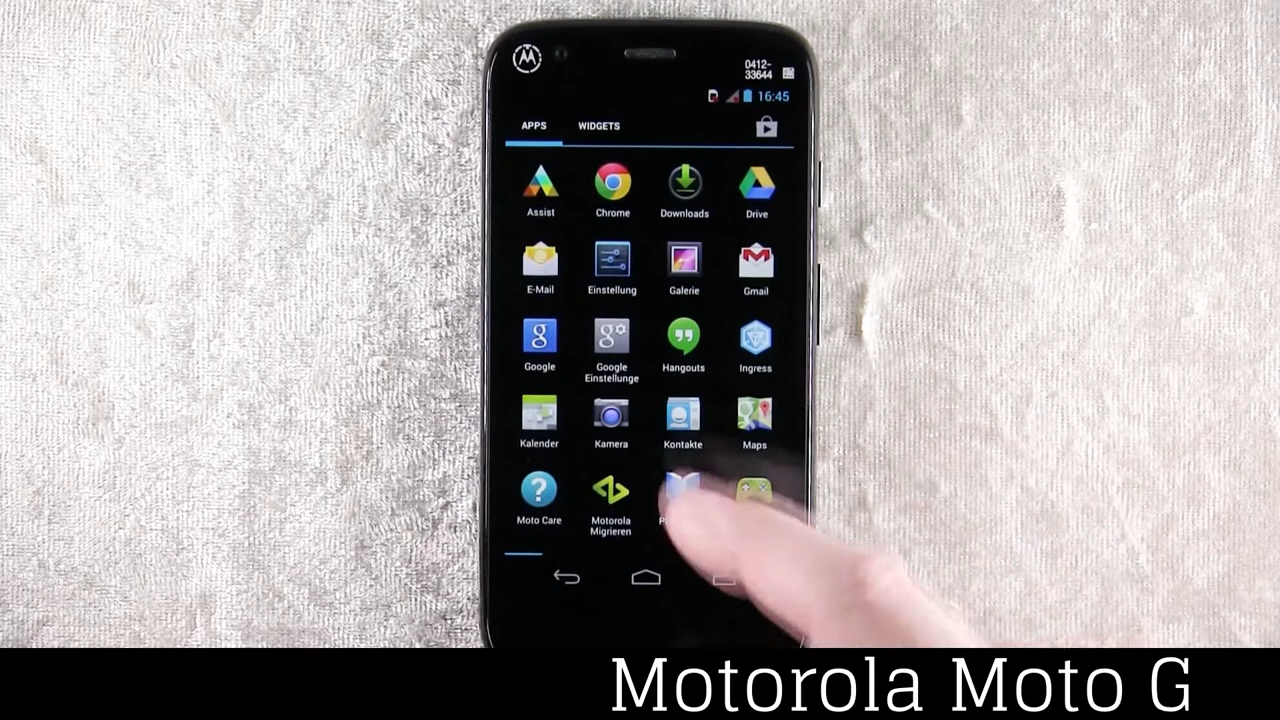 0412-
33644
16:45
APPS WIDGETS
Assist Chrome Downloads Drive
E-Mail Einstellung Galerie Gmail
Google Google Hangouts Ingress
Einstellunge
Kalender Kamera Kontakte Maps
Moto Care Motorola
Migrieren
Motorola Moto G